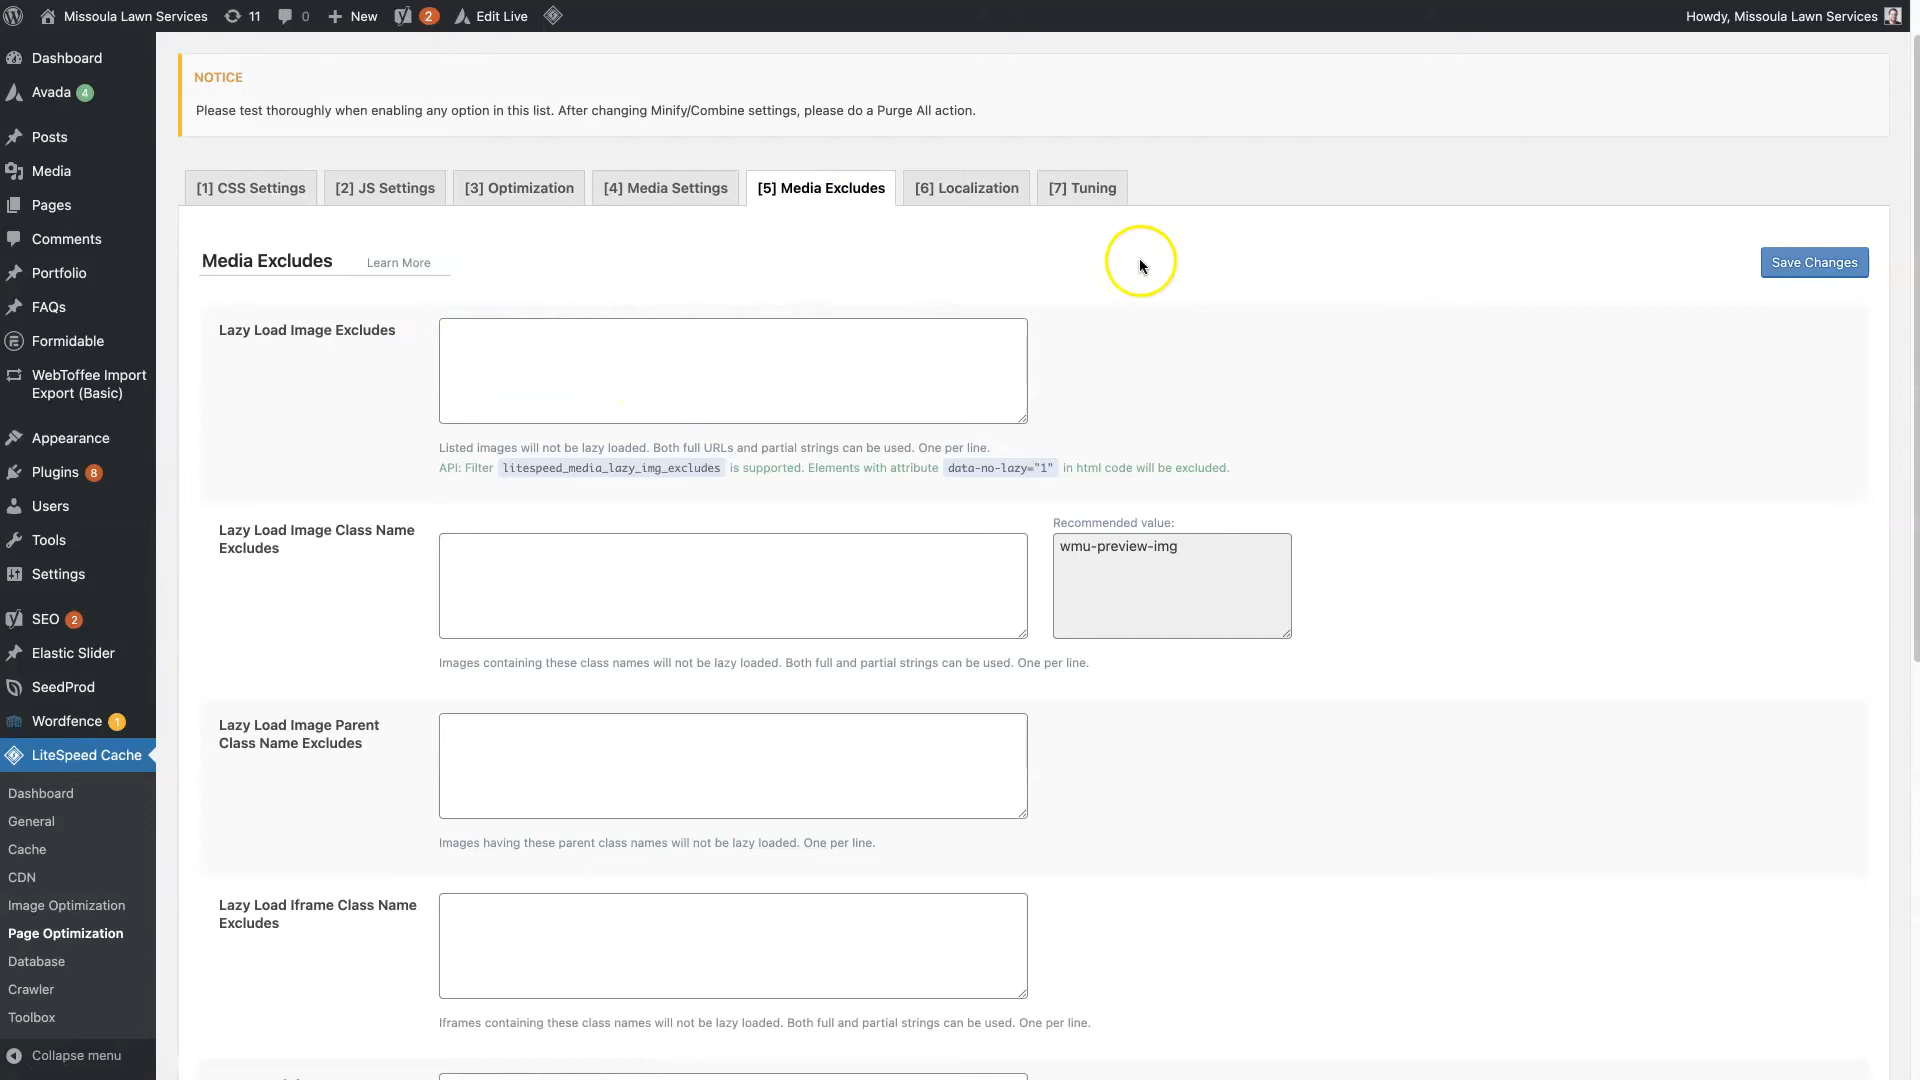 Missoula Lawn Services 11 0 New 2 Edit Live Howdy, Missoula Lawn Services
Dashboard
Avada 4
Posts
Media
Pages
Comments
Portfolio
FAQs
Formidable
WebToffee Import
Export (Basic)
Appearance
Plugins 8
Users
Tools
Settings
SEO 2
Elastic Slider
SeedProd
Wordfence 1
LiteSpeed Cache
Dashboard
General
Cache
CDN
Image Optimization
Page Optimization
Database
Crawler
Toolbox
Collapse menu
NOTICE
Please test thoroughly when enabling any option in this list. After changing Minify/Combine settings, please do a Purge All action.
[1] CSS Settings [2] JS Settings [3] Optimization [4] Media Settings [5] Media Excludes [6] Localization [7] Tuning
Media Excludes Learn More Save Changes
Lazy Load Image Excludes
Listed images will not be lazy loaded. Both full URLs and partial strings can be used. One per line.
API: Filter litespeed_media_lazy_img_excludes is supported. Elements with attribute data-no-lazy="1" in html code will be excluded.
Lazy Load Image Class Name
Excludes
Recommended value:
wmu-preview-img
Images containing these class names will not be lazy loaded. Both full and partial strings can be used. One per line.
Lazy Load Image Parent
Class Name Excludes
Images having these parent class names will not be lazy loaded. One per line.
Lazy Load Iframe Class Name
Excludes
Iframes containing these class names will not be lazy loaded. Both full and partial strings can be used. One per line.